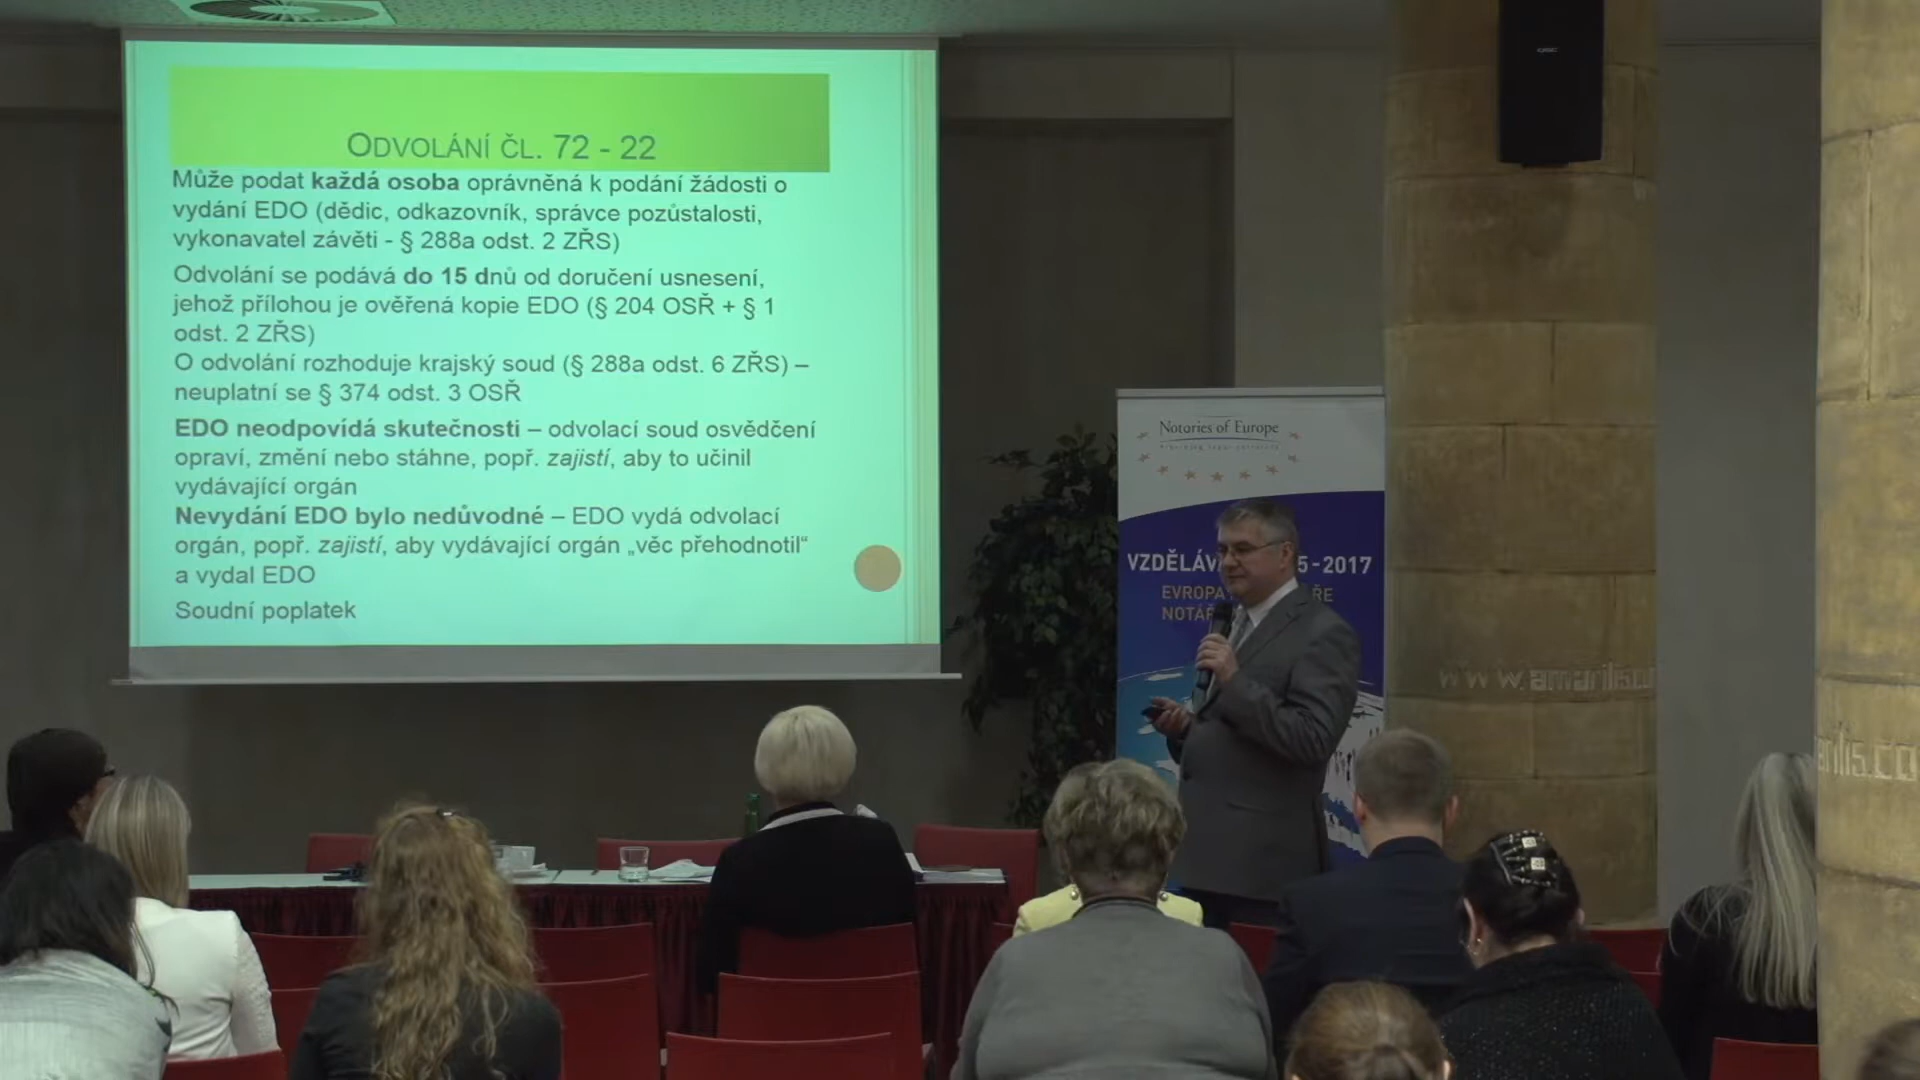 ODVOLÁNÍ ČL. 72 - 22
Může podat každá osoba oprávněná k podání žádosti o
vydání EDO (dědic, odkazovník, správce pozůstalosti,
vykonavatel závěti - § 288a odst. 2 ZŘS)
Odvolání se podává do 15 dnů od doručení usnesení,
jehož přílohou je ověřená kopie EDO (§ 204 OSŘ + § 1
odst. 2 ZŘS)
O odvolání rozhoduje krajský soud (§ 288a odst. 6 ZŘS) –
neuplatní se § 374 odst. 3 OSŘ
EDO neodpovídá skutečnosti – odvolací soud osvědčení
opraví, změní nebo stáhne, popř. zajistí, aby to učinil
vydávající orgán
Nevydání EDO bylo nedůvodné – EDO vydá odvolací
orgán, popř. zajistí, aby vydávající orgán „věc přehodnotil“
a vydal EDO
Soudní poplatek
Notaries of Europe
VZDĚLÁV 5-2017
EVROPA ŘE
NOTÁŘ
www.amarilis.c
arilis.co